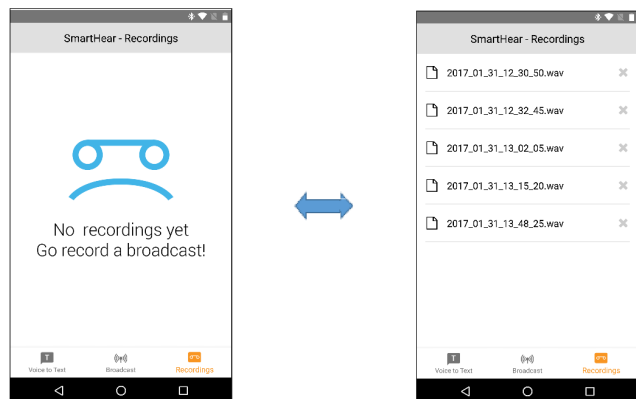 SmartHear - Recordings
No recordings yet
Go record a broadcast!
T
Voice to Text
Broadcast
Recordings
SmartHear - Recordings
2017_01_31_12_30_50.wav
2017_01_31_12_32_45.wav
2017_01_31_13_02_05.wav
2017_01_31_13_15_20.wav
2017_01_31_13_48_25.wav
T
Voice to Text
Broadcast
Recordings